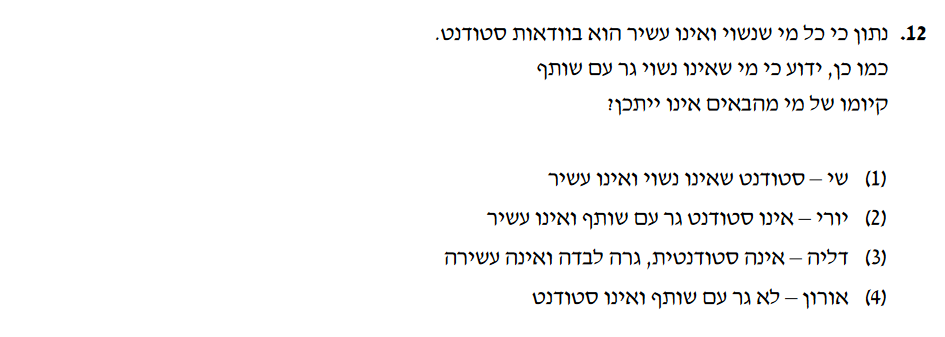 12. נתון כי כל מי שנשוי ואינו עשיר הוא בוודאות סטודנט.
כמו כן, ידוע כי מי שאינו נשוי גר עם שותף
קיומו של מי מהבאים אינו ייתכן?
(1) שי – סטודנט שאינו נשוי ואינו עשיר
(2) יורי – אינו סטודנט גר עם שותף ואינו עשיר
(3) דליה – אינה סטודנטית, גרה לבדה ואינה עשירה
(4) אורון – לא גר עם שותף ואינו סטודנט